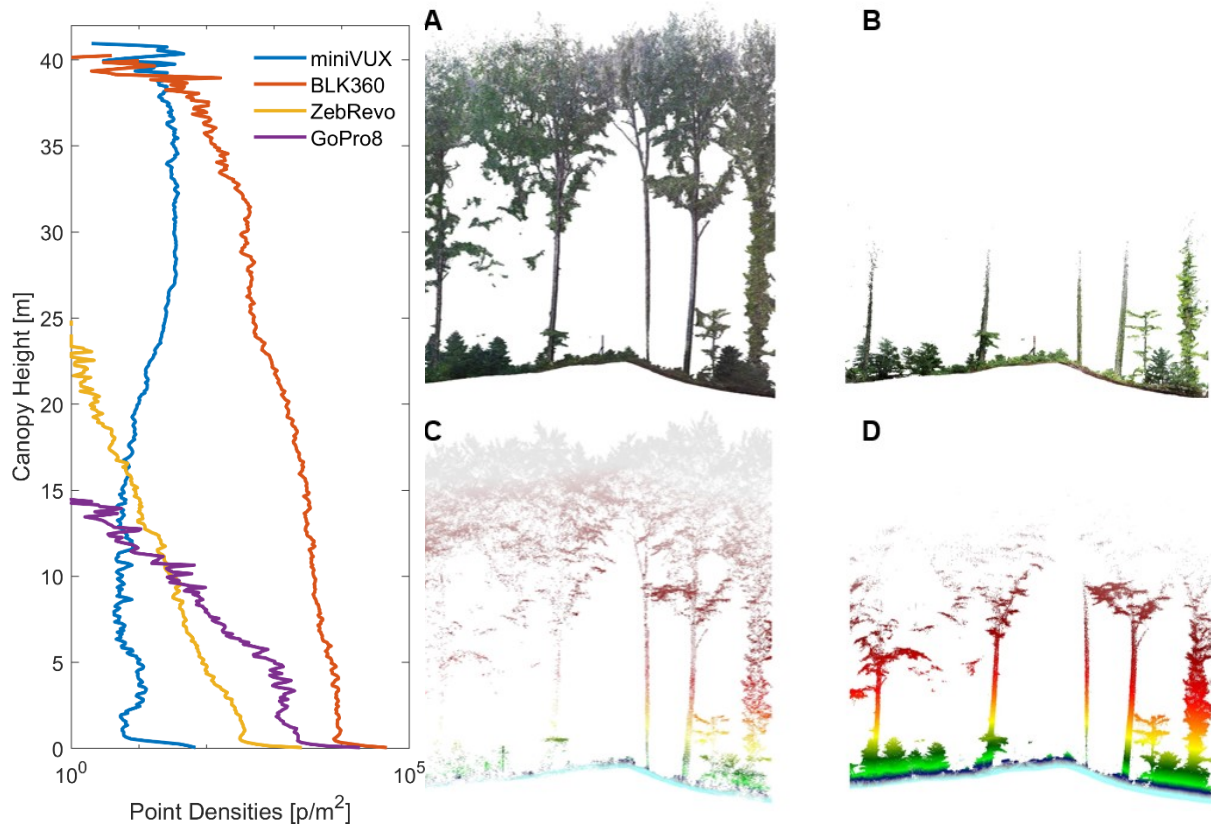 miniVUX
BLK360
ZebRevo
GoPro8
40
35
30
25
20
15
10
5
0
Canopy Height [m]
10^0
10^5
Point Densities [p/m^2]
A
B
C
D